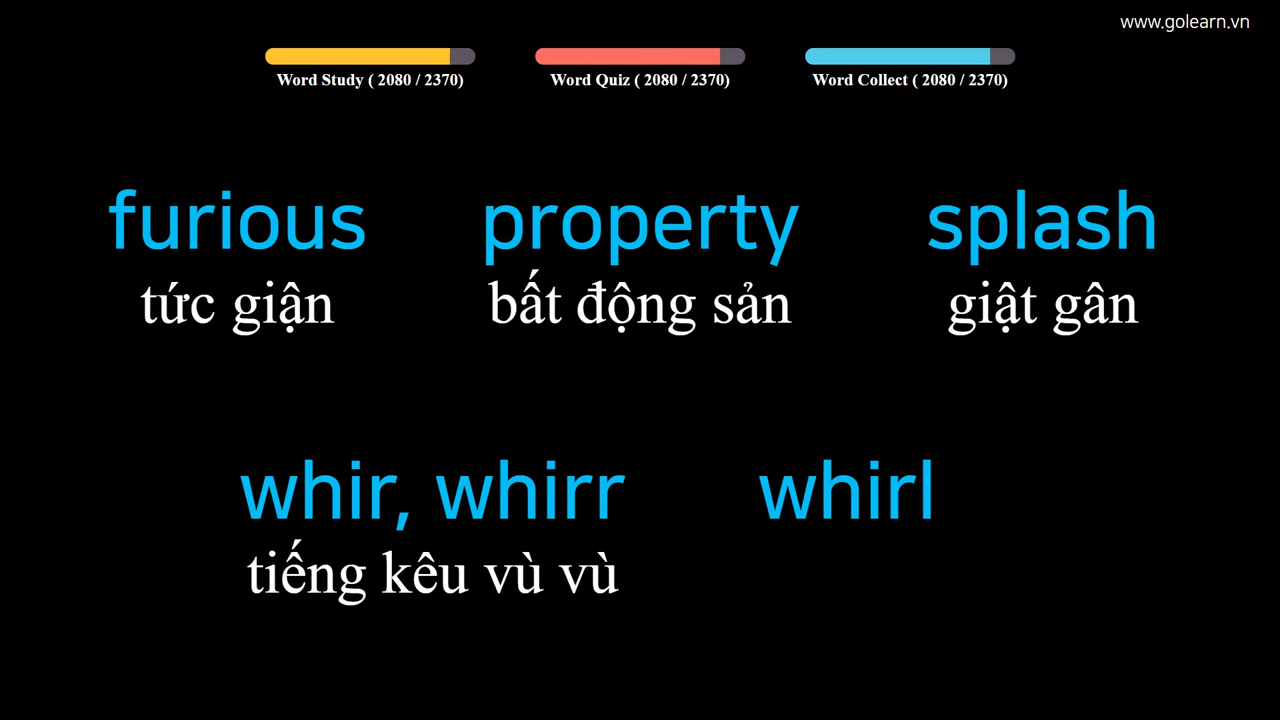 www.golearn.vn
Word Study ( 2080 / 2370) Word Quiz ( 2080 / 2370) Word Collect ( 2080 / 2370)
furious property splash
tức giận bất động sản giật gân
whir, whirr whirl
tiếng kêu vù vù